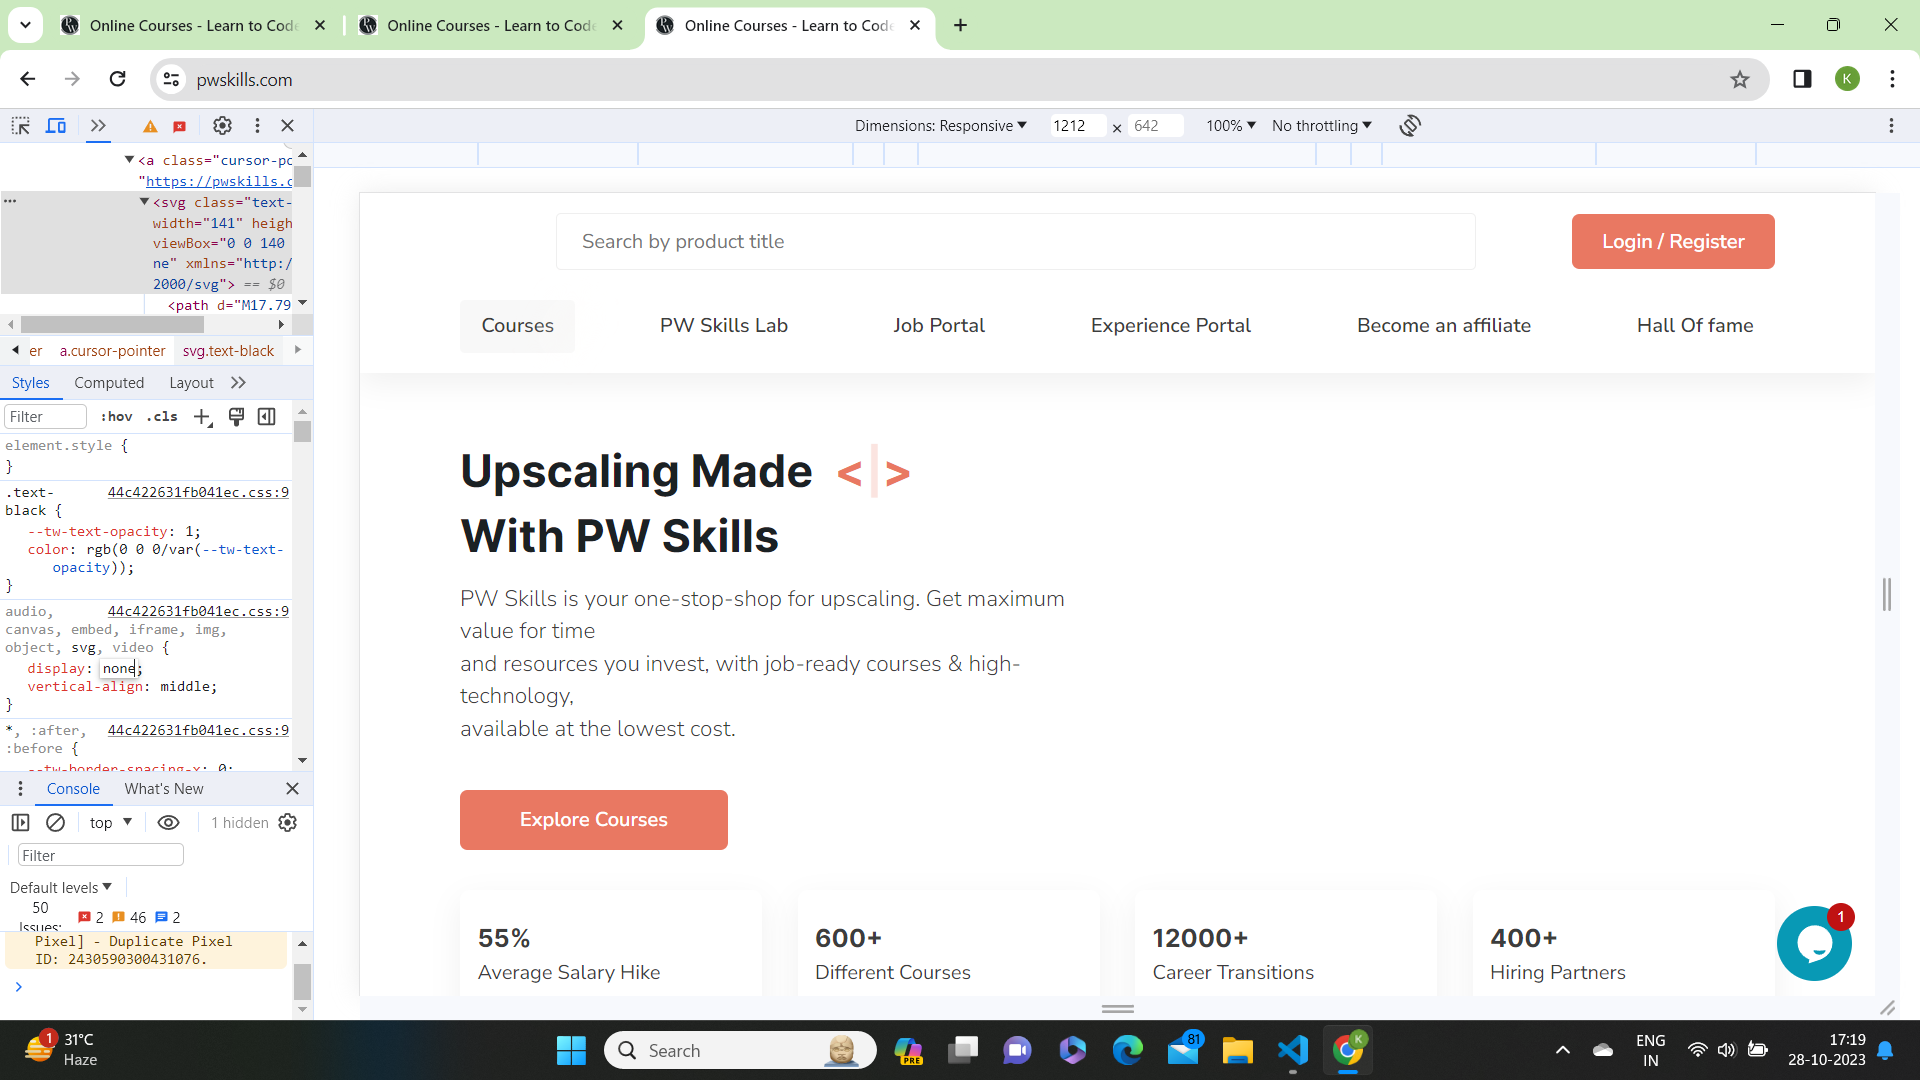 Online Courses - Learn to Code
Online Courses - Learn to Code
Online Courses - Learn to Code
pwskills.com
K
Dimensions: Responsive
1212 × 642
100%
No throttling
<a class="cursor-po
"https://pwskills.c
<svg class="text-
width="141" heigh
viewBox="0 0 140
ne" xmlns="http:/
2000/svg"> == $0
<path d="M17.79
er a.cursor-pointer svg.text-black
Styles Computed Layout
Filter :hov .cls
element.style {
}
.text- 44c422631fb041ec.css:9
black {
--tw-text-opacity: 1;
color: rgb(0 0 0/var(--tw-text-
opacity));
}
audio, 44c422631fb041ec.css:9
canvas, embed, iframe, img,
object, svg, video {
display: none;
vertical-align: middle;
}
*, :after, 44c422631fb041ec.css:9
:before {
--tw-border-spacing-x: 0;
Console What's New
top 1 hidden
Filter
Default levels
50
Issues: 2 46 2
Pixel] - Duplicate Pixel
ID: 2430590300431076.
Search by product title
Login / Register
Courses PW Skills Lab Job Portal Experience Portal Become an affiliate Hall Of fame
Upscaling Made <|>
With PW Skills
PW Skills is your one-stop-shop for upscaling. Get maximum
value for time
and resources you invest, with job-ready courses & high-
technology,
available at the lowest cost.
Explore Courses
55%
Average Salary Hike
600+
Different Courses
12000+
Career Transitions
400+
Hiring Partners
1
1
31°C
Haze
Search
PRE
81
K
ENG
IN
17:19
28-10-2023